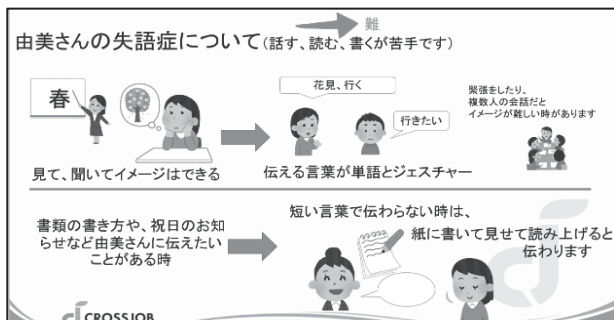 難
由美さんの失語症について(話す、読む、書くが苦手です)
春
花見、行く
行きたい
緊張をしたり、
複数人の会話だと
イメージが難しい時があります
見て、聞いてイメージはできる
伝える言葉が単語とジェスチャー
書類の書き方や、祝日のお知
らせなど由美さんに伝えたい
ことがある時
短い言葉で伝わらない時は、
紙に書いて見せて読み上げると
伝わります
CROSSJOB